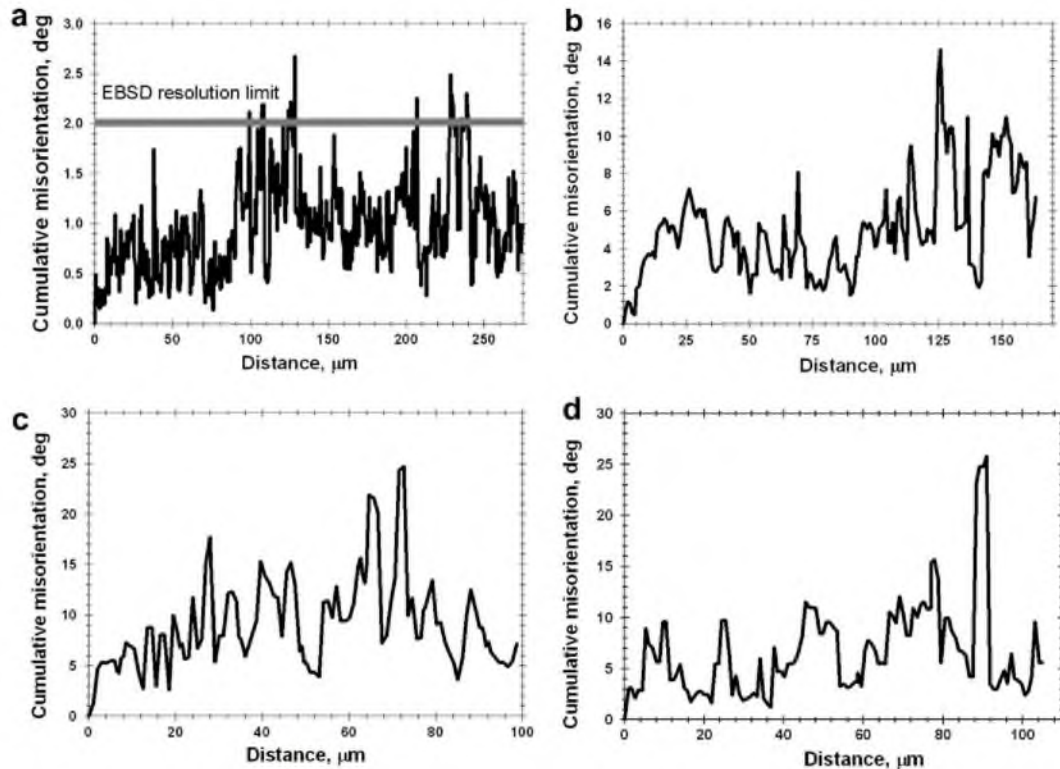 a
3.0
2.5
2.0
1.5
1.0
0.5
0.0
Cumulative misorientation, deg
EBSD resolution limit
0 50 100 150 200 250
Distance, μm
b
16
14
12
10
8
6
4
2
0
Cumulative misorientation, deg
0 25 50 75 100 125 150
Distance, μm
c
30
25
20
15
10
5
0
Cumulative misorientation, deg
0 20 40 60 80 100
Distance, μm
d
30
25
20
15
10
5
0
Cumulative misorientation, deg
0 20 40 60 80 100
Distance, μm